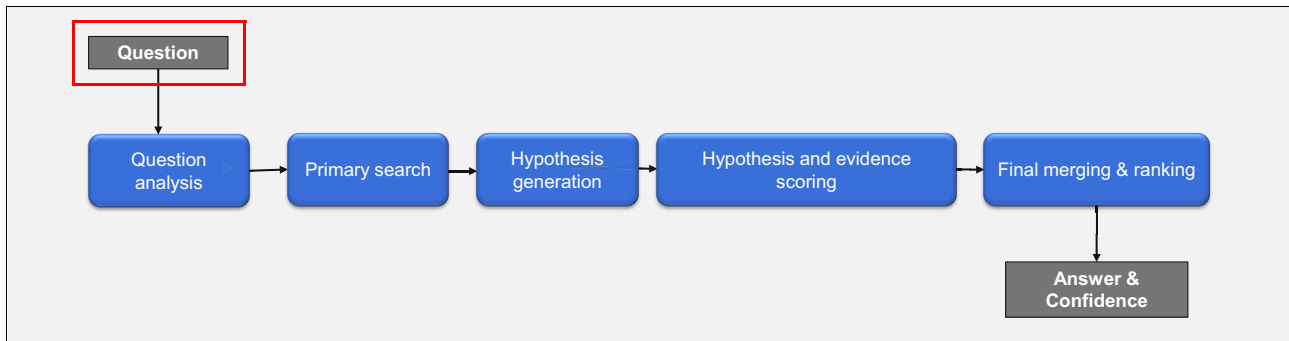 Question
Question
analysis
Primary search
Hypothesis
generation
Hypothesis and evidence
scoring
Final merging & ranking
Answer &
Confidence